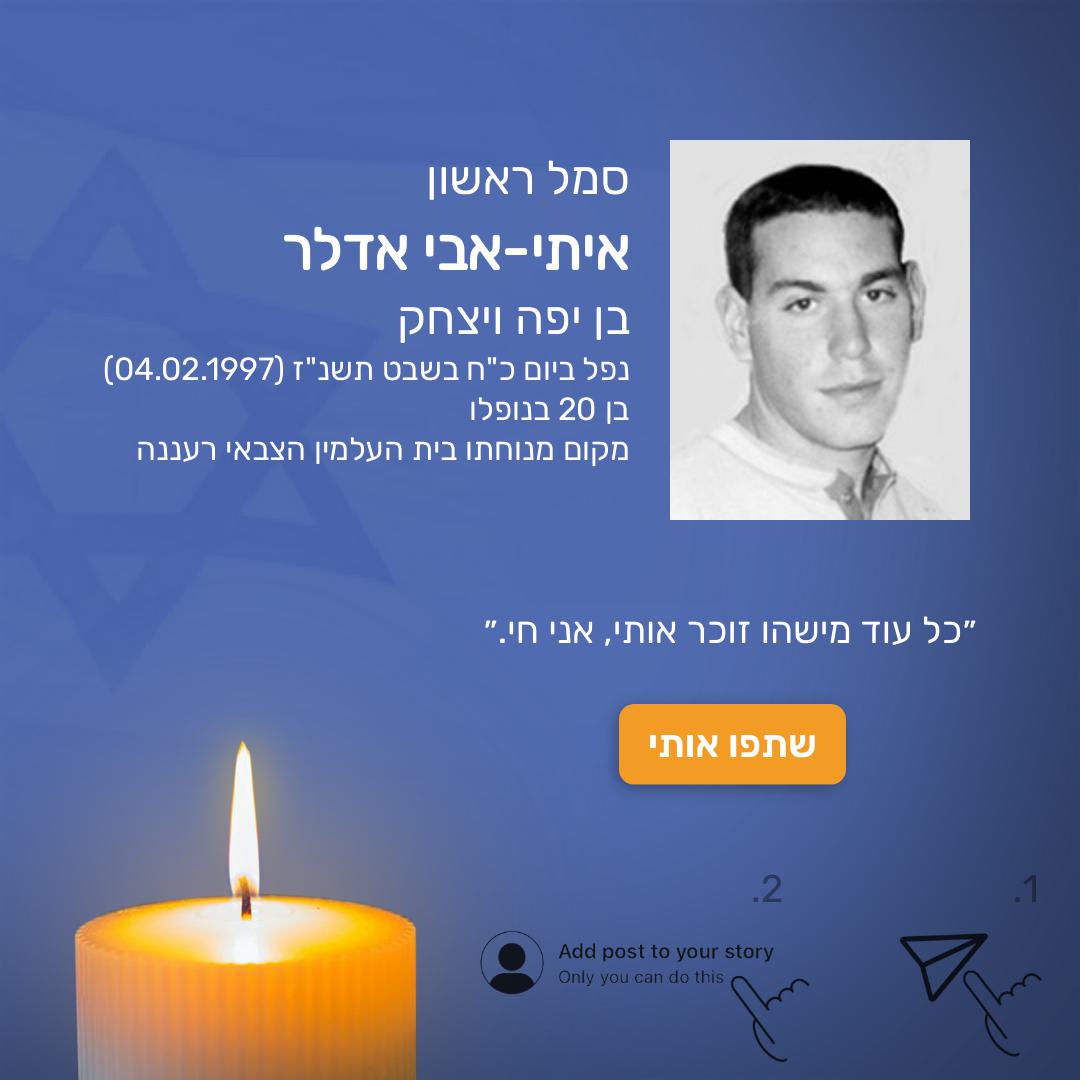 סמל ראשון
איתי-אבי אדלר
בן יפה ויצחק
נפל ביום כ"ח בשבט תשנ"ז (04.02.1997)
בן 20 בנופלו
מקום מנוחתו בית העלמין הצבאי רעננה
״כל עוד מישהו זוכר אותי, אני חי.״
שתפו אותי
1.
2.
Add post to your story
Only you can do this